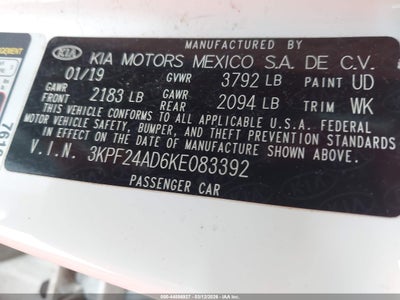 MANUFACTURED BY
KIA KIA MOTORS MEXICO S.A. DE C.V.
01/19 GVWR 3792 LB PAINT UD
GAWR FRONT 2183 LB GAWR REAR 2094 LB TRIM WK
THIS VEHICLE CONFORMS TO ALL APPLICABLE U.S.A. FEDERAL
MOTOR VEHICLE SAFETY, BUMPER, AND THEFT PREVENTION STANDARDS
IN EFFECT ON THE DATE OF MANUFACTURE SHOWN ABOVE.
V.I.N. 3KPF24AD6KE083392
PASSENGER CAR